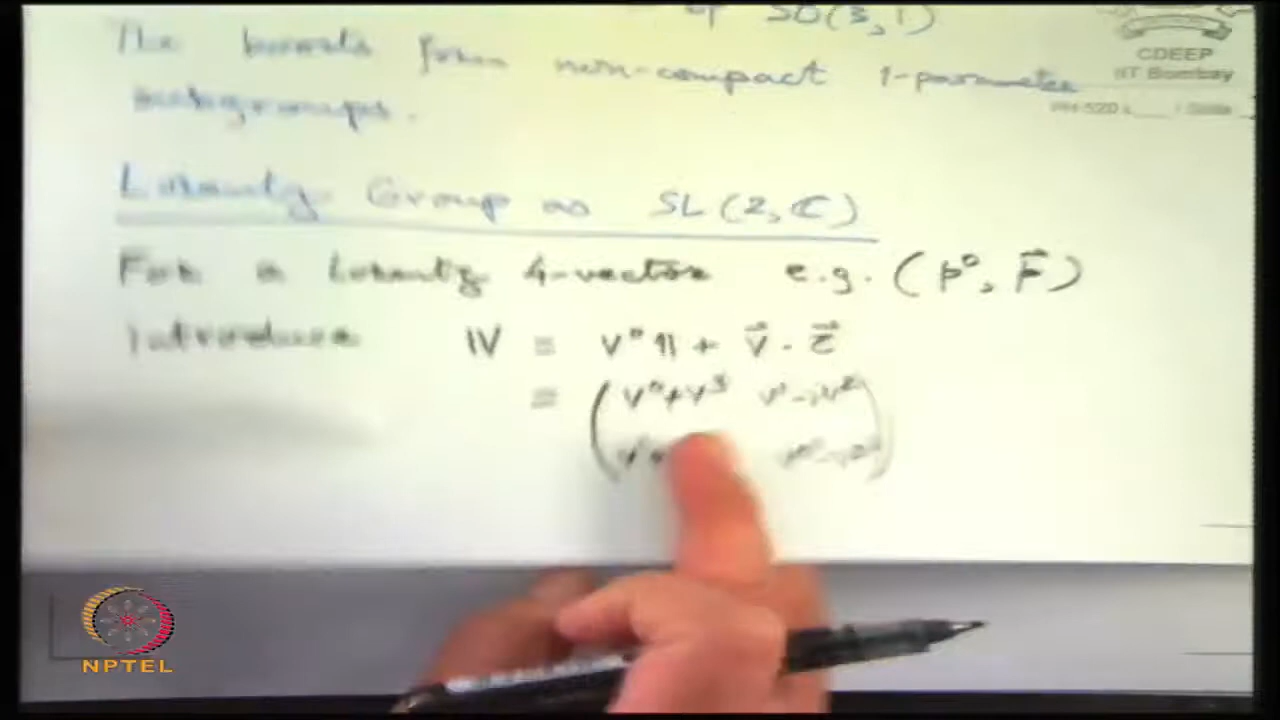 of SO(3,1)
The boosts form non-compact 1-parameter
subgroups.
CDEEP
IIT Bombay
Lorentz Group as SL(2,ℂ)
For a Lorentz 4-vector e.g. (p⁰, p⃗)
introduce 𝕍 ≡ V⁰𝟙 + V⃗ · τ⃗
≡ ( V⁰+V³ V¹-iV²
NPTEL